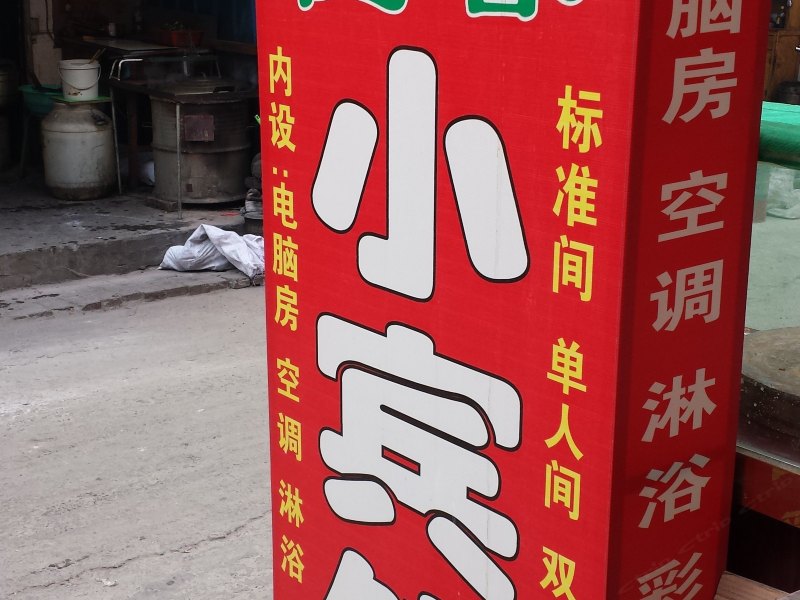 小宾
内设:电脑房 空调 淋浴
标准间 单人间 双
脑房 空调 淋浴 彩